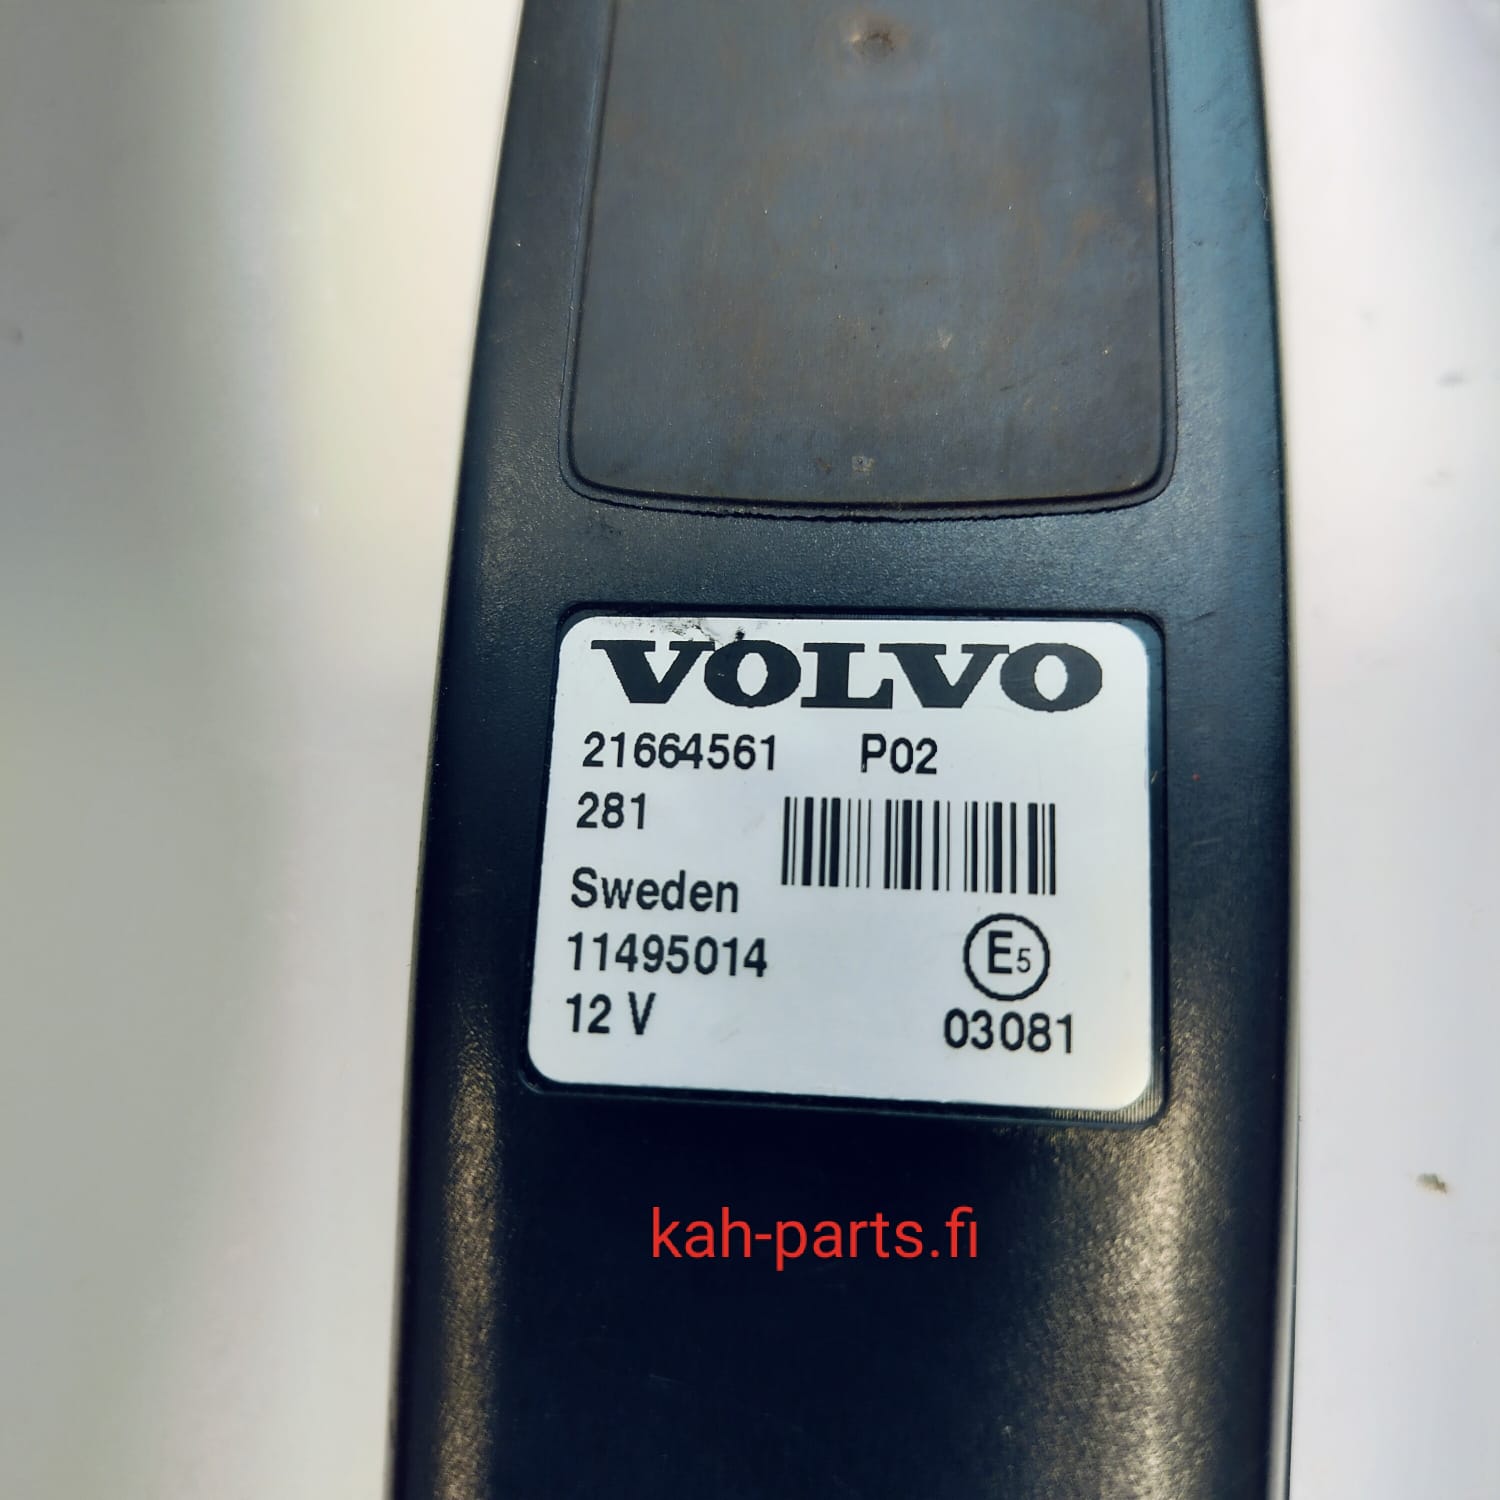 VOLVO
21664561 P02
281
Sweden
11495014
12 V
E5
03081
kah-parts.fi